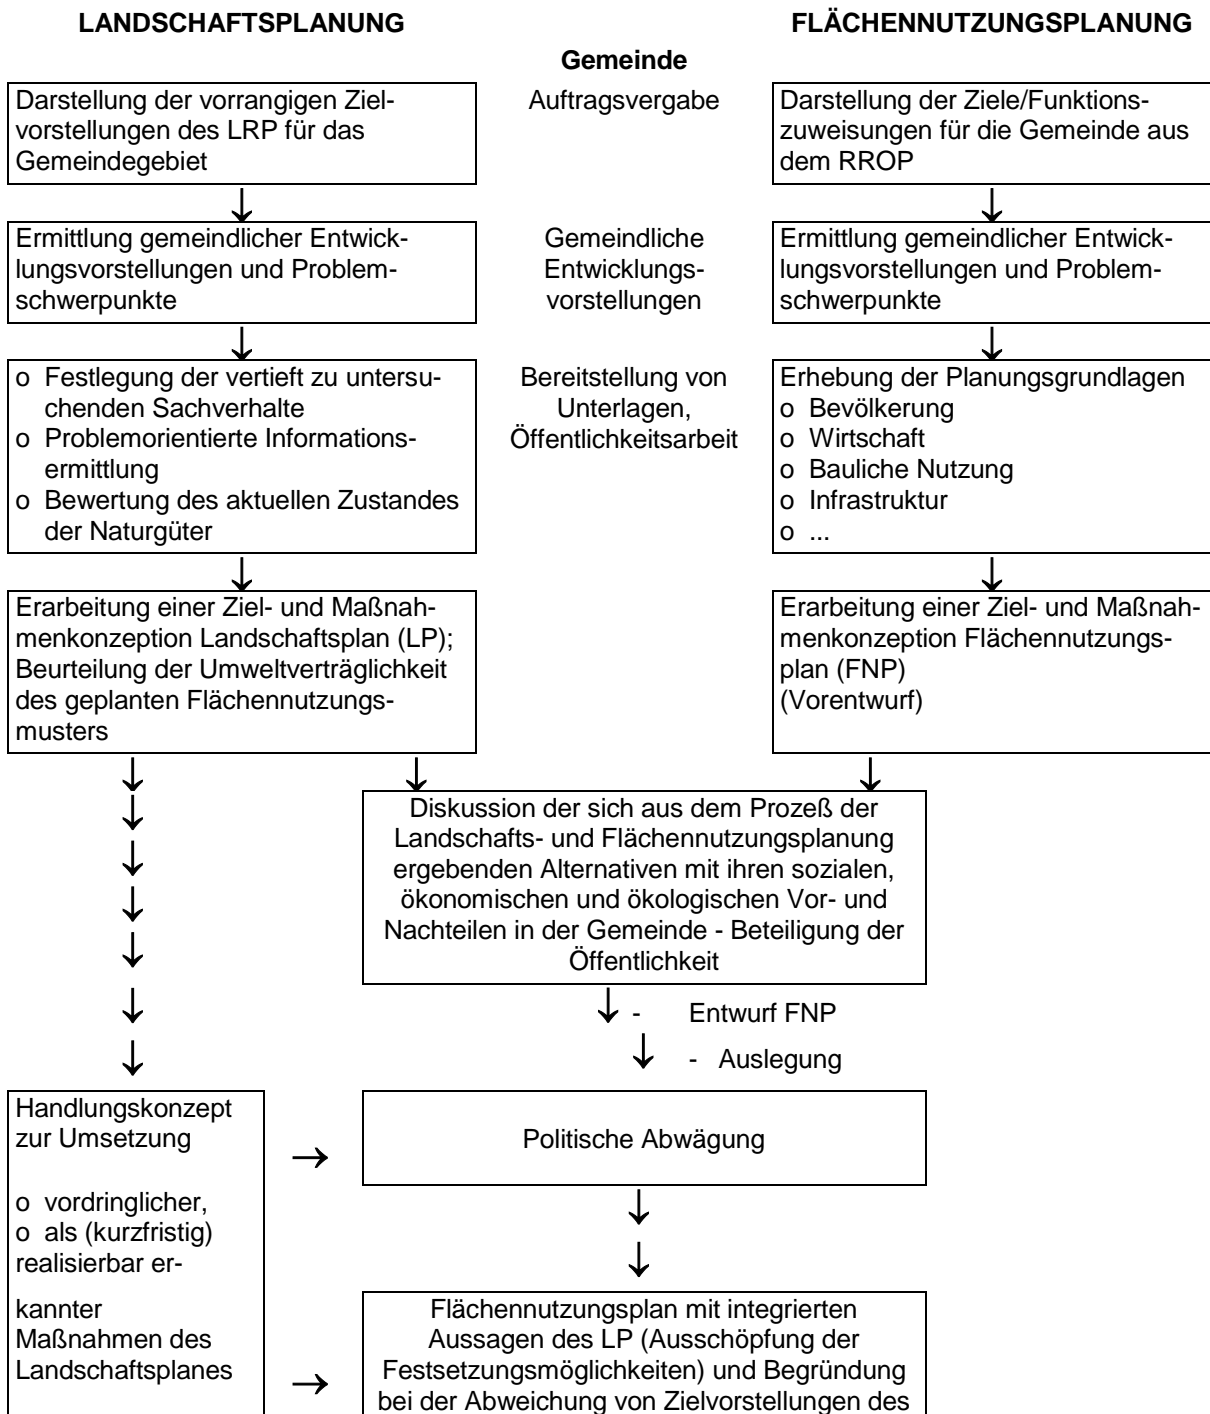 LANDSCHAFTSPLANUNG
FLÄCHENNUTZUNGSPLANUNG
Gemeinde
Darstellung der vorrangigen Ziel-
vorstellungen des LRP für das
Gemeindegebiet
Auftragsvergabe
Darstellung der Ziele/Funktions-
zuweisungen für die Gemeinde aus
dem RROP
Ermittlung gemeindlicher Entwick-
lungsvorstellungen und Problem-
schwerpunkte
Gemeindliche
Entwicklungs-
vorstellungen
Ermittlung gemeindlicher Entwick-
lungsvorstellungen und Problem-
schwerpunkte
o Festlegung der vertieft zu untersu-
chenden Sachverhalte
o Problemorientierte Informations-
ermittlung
o Bewertung des aktuellen Zustandes
der Naturgüter
Bereitstellung von
Unterlagen,
Öffentlichkeitsarbeit
Erhebung der Planungsgrundlagen
o Bevölkerung
o Wirtschaft
o Bauliche Nutzung
o Infrastruktur
o ...
Erarbeitung einer Ziel- und Maßnah-
menkonzeption Landschaftsplan (LP);
Beurteilung der Umweltverträglichkeit
des geplanten Flächennutzungs-
musters
Erarbeitung einer Ziel- und Maßnah-
menkonzeption Flächennutzungs-
plan (FNP)
(Vorentwurf)
Diskussion der sich aus dem Prozeß der
Landschafts- und Flächennutzungsplanung
ergebenden Alternativen mit ihren sozialen,
ökonomischen und ökologischen Vor- und
Nachteilen in der Gemeinde - Beteiligung der
Öffentlichkeit
- Entwurf FNP
- Auslegung
Handlungskonzept
zur Umsetzung
o vordringlicher,
o als (kurzfristig)
realisierbar er-
kannter
Maßnahmen des
Landschaftsplanes
Politische Abwägung
Flächennutzungsplan mit integrierten
Aussagen des LP (Ausschöpfung der
Festsetzungsmöglichkeiten) und Begründung
bei der Abweichung von Zielvorstellungen des